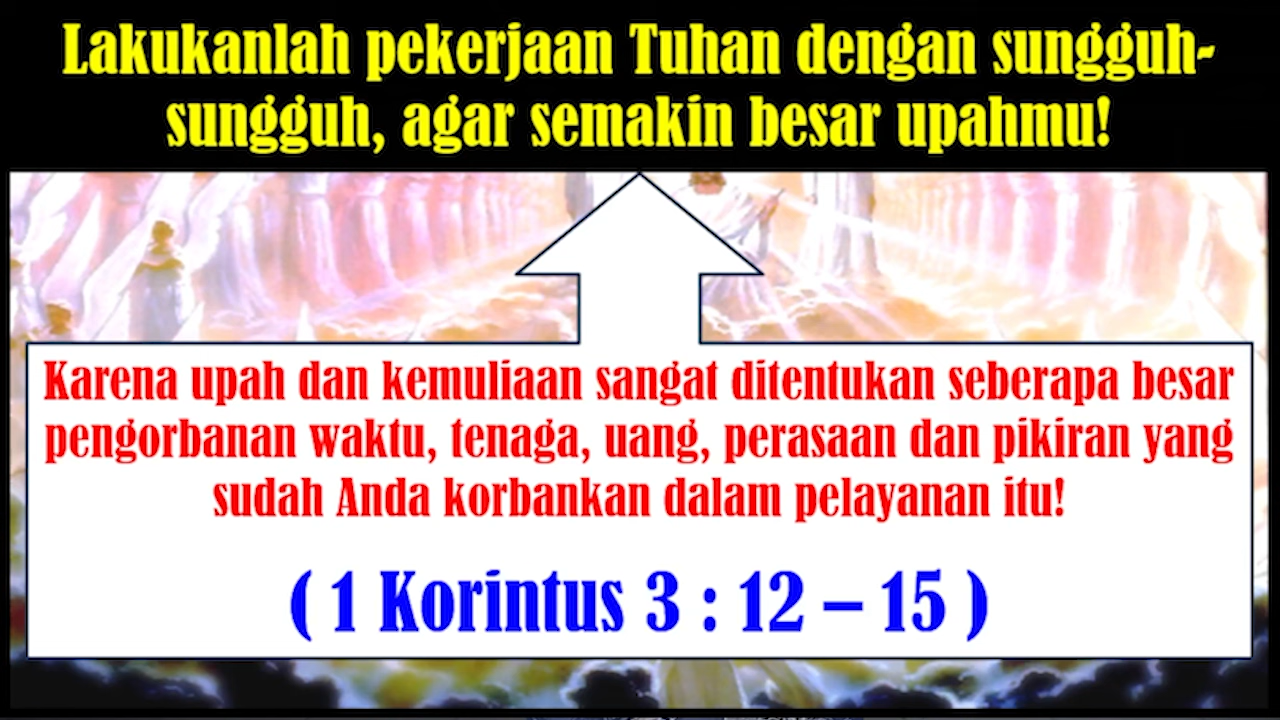 Lakukanlah pekerjaan Tuhan dengan sungguh-
sungguh, agar semakin besar upahmu!
Karena upah dan kemuliaan sangat ditentukan seberapa besar
pengorbanan waktu, tenaga, uang, perasaan dan pikiran yang
sudah Anda korbankan dalam pelayanan itu!
( 1 Korintus 3 : 12 – 15 )